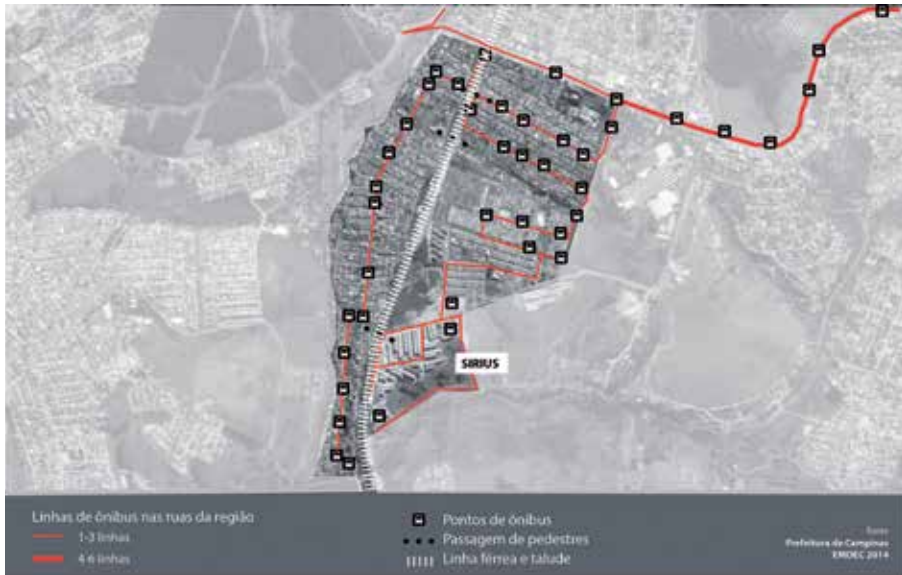 SIRIUS
Linhas de ônibus nas ruas da região
1-3 linhas
4-6 linhas
Pontos de ônibus
Passagem de pedestres
Linha férrea e talude
Fonte:
Prefeitura de Campinas
EMDEC 2014